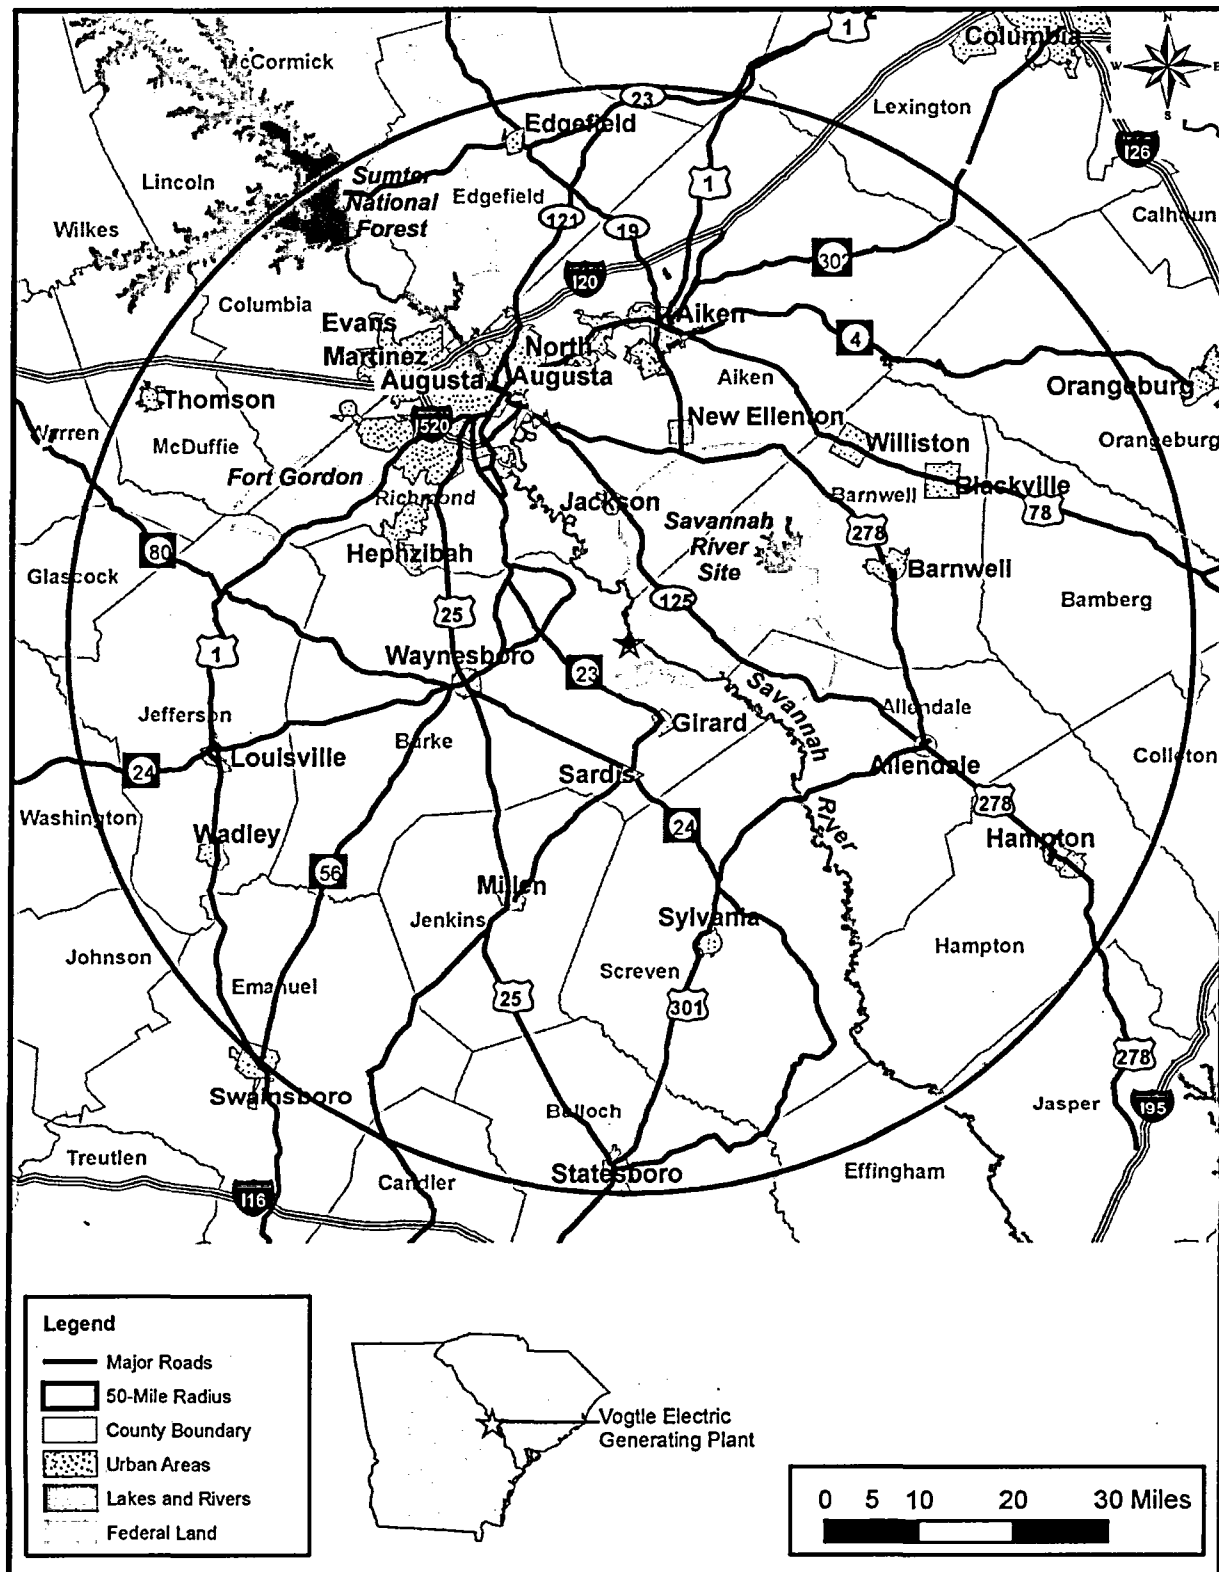 1
Columbia
N
W
E
S
McCormick
23
Lexington
Edgefield
I26
Lincoln
Sumter
National
Forest
Edgefield
1
Wilkes
121
19
Calhoun
302
I20
Columbia
Evans
Aiken
4
Martinez
North
Augusta
Augusta
Aiken
Orangeburg
Thomson
New Ellenton
I520
Warren
McDuffie
Williston
Orangeburg
Fort Gordon
Richmond
Jackson
Barnwell
Blackville
78
Savannah
River
Site
278
80
Hephzibah
Glascock
Barnwell
125
Bamberg
25
1
Waynesboro
23
Savannah
River
Jefferson
Burke
Girard
Allendale
Louisville
24
Sardis
Allendale
Colleton
Washington
278
Wadley
24
Hampton
56
Millen
Jenkins
Sylvania
Johnson
Screven
Hampton
Emanuel
25
301
278
Swainsboro
Bulloch
Jasper
I95
Treutlen
Statesboro
Effingham
Candler
I16
Legend
Major Roads
50-Mile Radius
County Boundary
Urban Areas
Lakes and Rivers
Federal Land
Vogtle Electric
Generating Plant
0 5 10 20 30 Miles